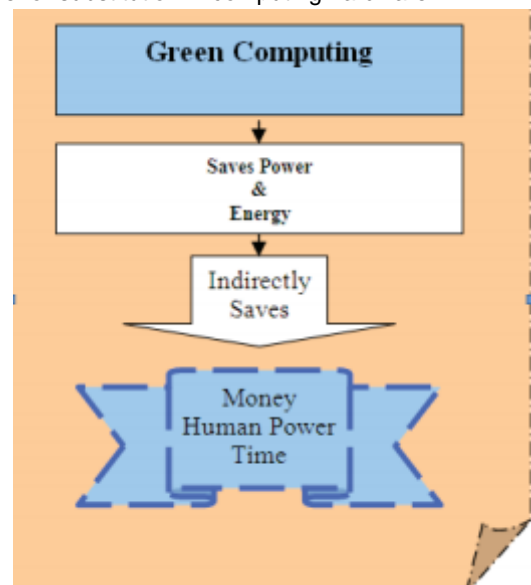 Green Computing
Saves Power
&
Energy
Indirectly
Saves
Money
Human Power
Time